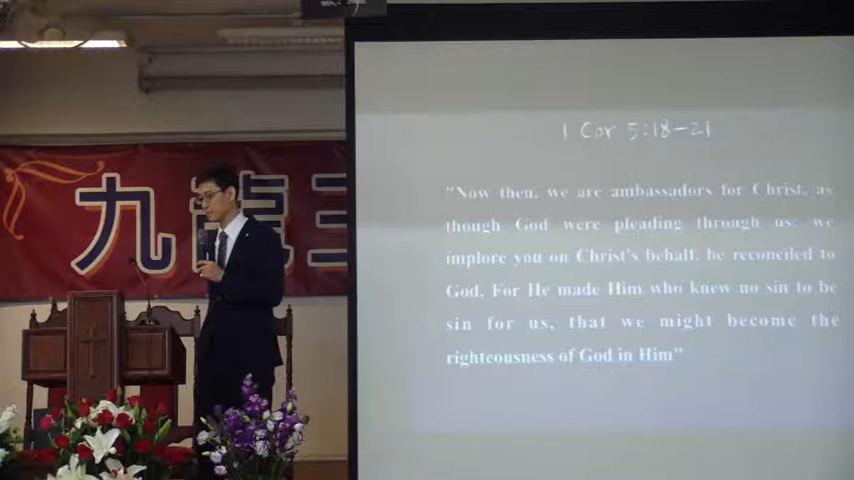 九龍三
1 Cor 5:18-21
"Now then, we are ambassadors for Christ, as
though God were pleading through us: we
implore you on Christ's behalf, be reconciled to
God. For He made Him who knew no sin to be
sin for us, that we might become the
righteousness of God in Him"